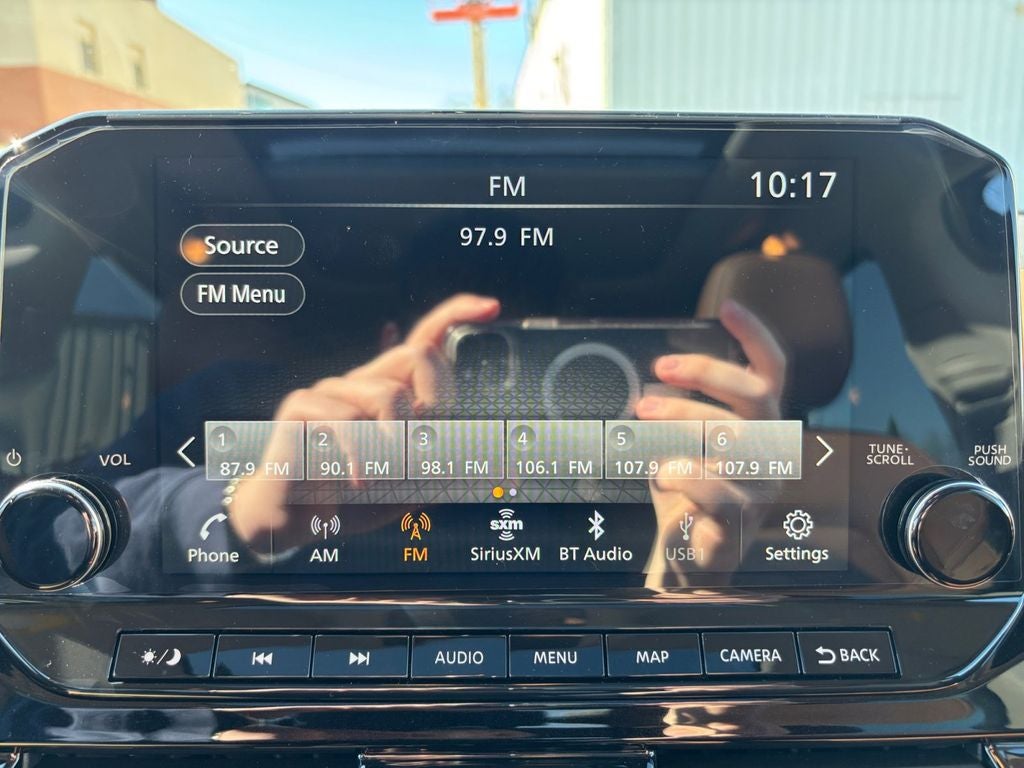 FM
10:17
Source
97.9 FM
FM Menu
1 2 3 4 5 6
87.9 FM 90.1 FM 98.1 FM 106.1 FM 107.9 FM 107.9 FM
VOL
TUNE·
SCROLL
PUSH
SOUND
sxm
Phone AM FM SiriusXM BT Audio USB1 Settings
AUDIO MENU MAP CAMERA BACK